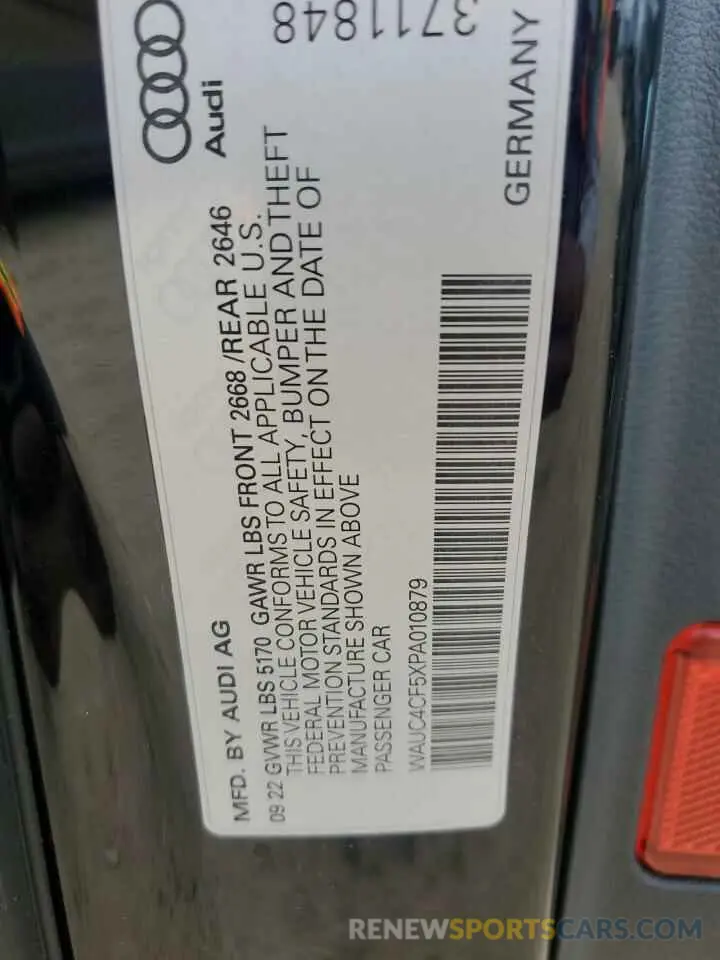 Audi
MFD. BY AUDI AG
09 22 GVWR LBS 5170 GAWR LBS FRONT 2668 /REAR 2646
THIS VEHICLE CONFORMS TO ALL APPLICABLE U.S.
FEDERAL MOTOR VEHICLE SAFETY, BUMPER AND THEFT
PREVENTION STANDARDS IN EFFECT ON THE DATE OF
MANUFACTURE SHOWN ABOVE
PASSENGER CAR
WAUC4CF5XPA010879
GERMANY
3711848
RENEWSPORTSCARS.COM